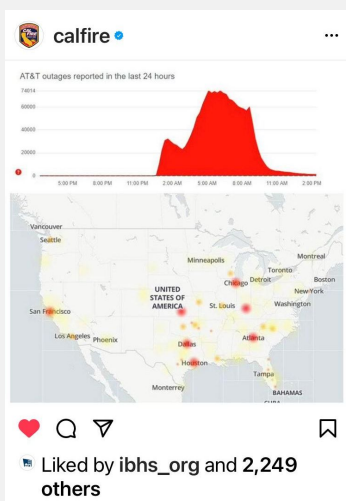 calfire
AT&T outages reported in the last 24 hours
74014
60000
40000
20000
0
5:00 PM 8:00 PM 11:00 PM 2:00 AM 5:00 AM 8:00 AM 11:00 AM 2:00 PM
Vancouver
Seattle
Montreal
Minneapolis
Toronto
Chicago Detroit Boston
New York
UNITED
STATES OF
AMERICA
St. Louis Washington
San Francisco
Los Angeles Phoenix
Dallas Atlanta
Houston
Tampa
Monterrey
BAHAMAS
Liked by ibhs_org and 2,249
others